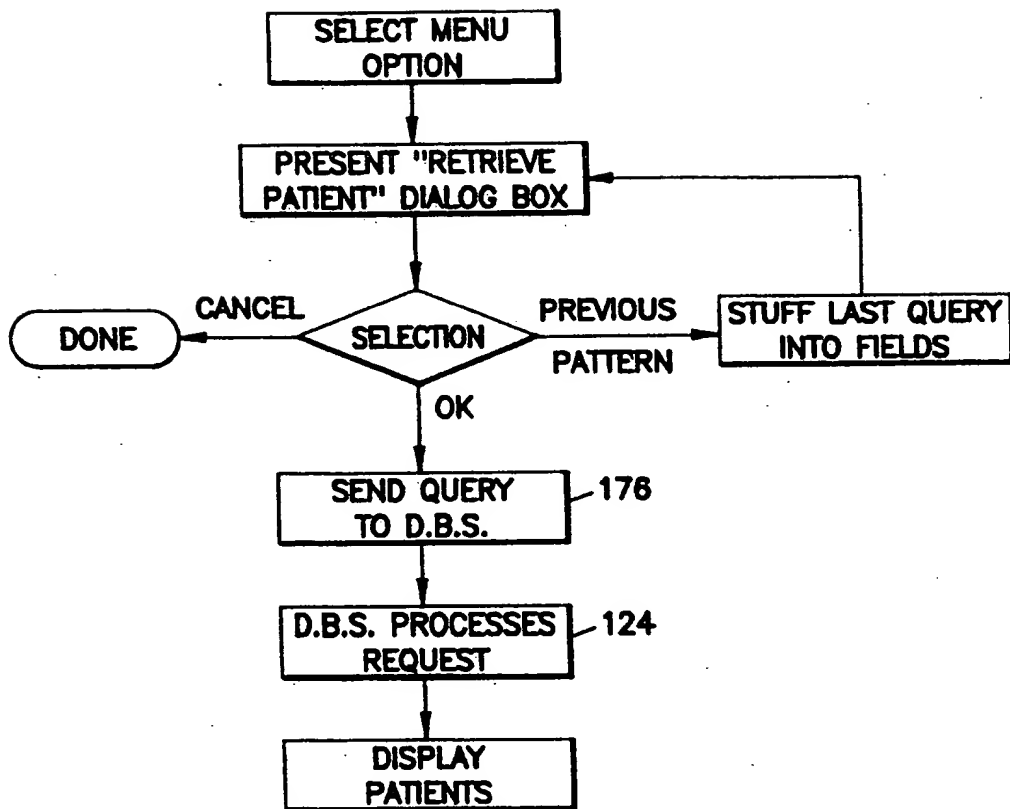 SELECT MENU
OPTION
PRESENT "RETRIEVE
PATIENT" DIALOG BOX
CANCEL
DONE
SELECTION
PREVIOUS
PATTERN
STUFF LAST QUERY
INTO FIELDS
OK
SEND QUERY
TO D.B.S.
176
D.B.S. PROCESSES
REQUEST
124
DISPLAY
PATIENTS